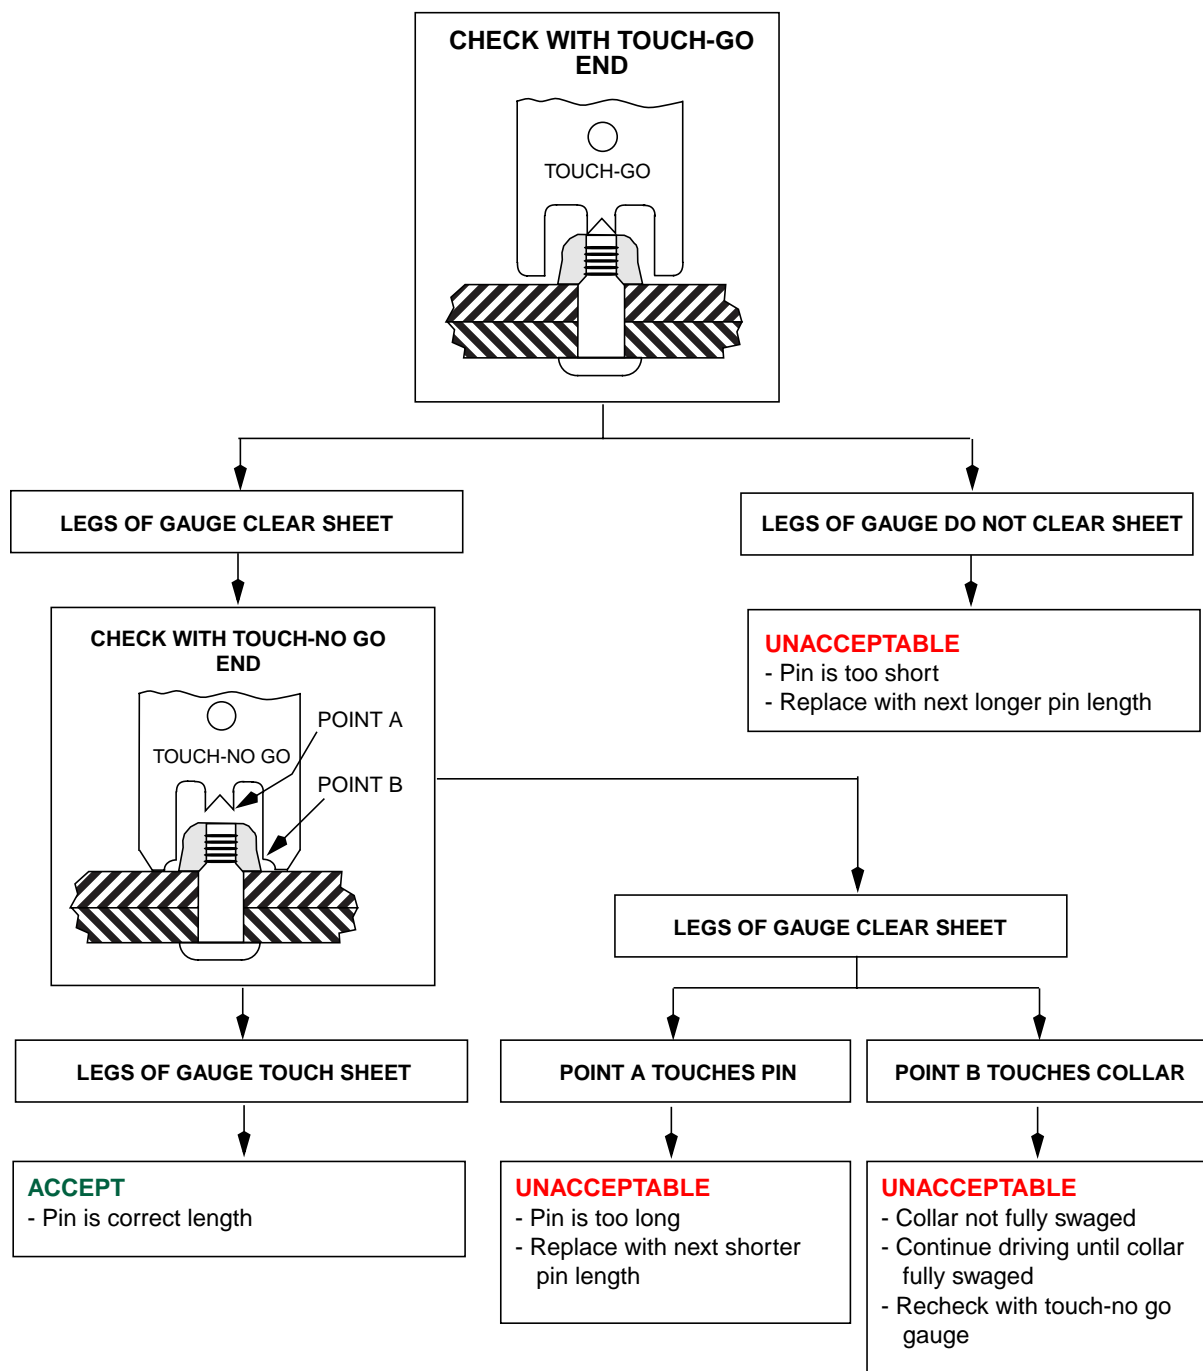 CHECK WITH TOUCH-GO
END
TOUCH-GO
LEGS OF GAUGE CLEAR SHEET
LEGS OF GAUGE DO NOT CLEAR SHEET
CHECK WITH TOUCH-NO GO
END
POINT A
TOUCH-NO GO
POINT B
UNACCEPTABLE
- Pin is too short
- Replace with next longer pin length
LEGS OF GAUGE CLEAR SHEET
LEGS OF GAUGE TOUCH SHEET
POINT A TOUCHES PIN
POINT B TOUCHES COLLAR
ACCEPT
- Pin is correct length
UNACCEPTABLE
- Pin is too long
- Replace with next shorter
pin length
UNACCEPTABLE
- Collar not fully swaged
- Continue driving until collar
fully swaged
- Recheck with touch-no go
gauge